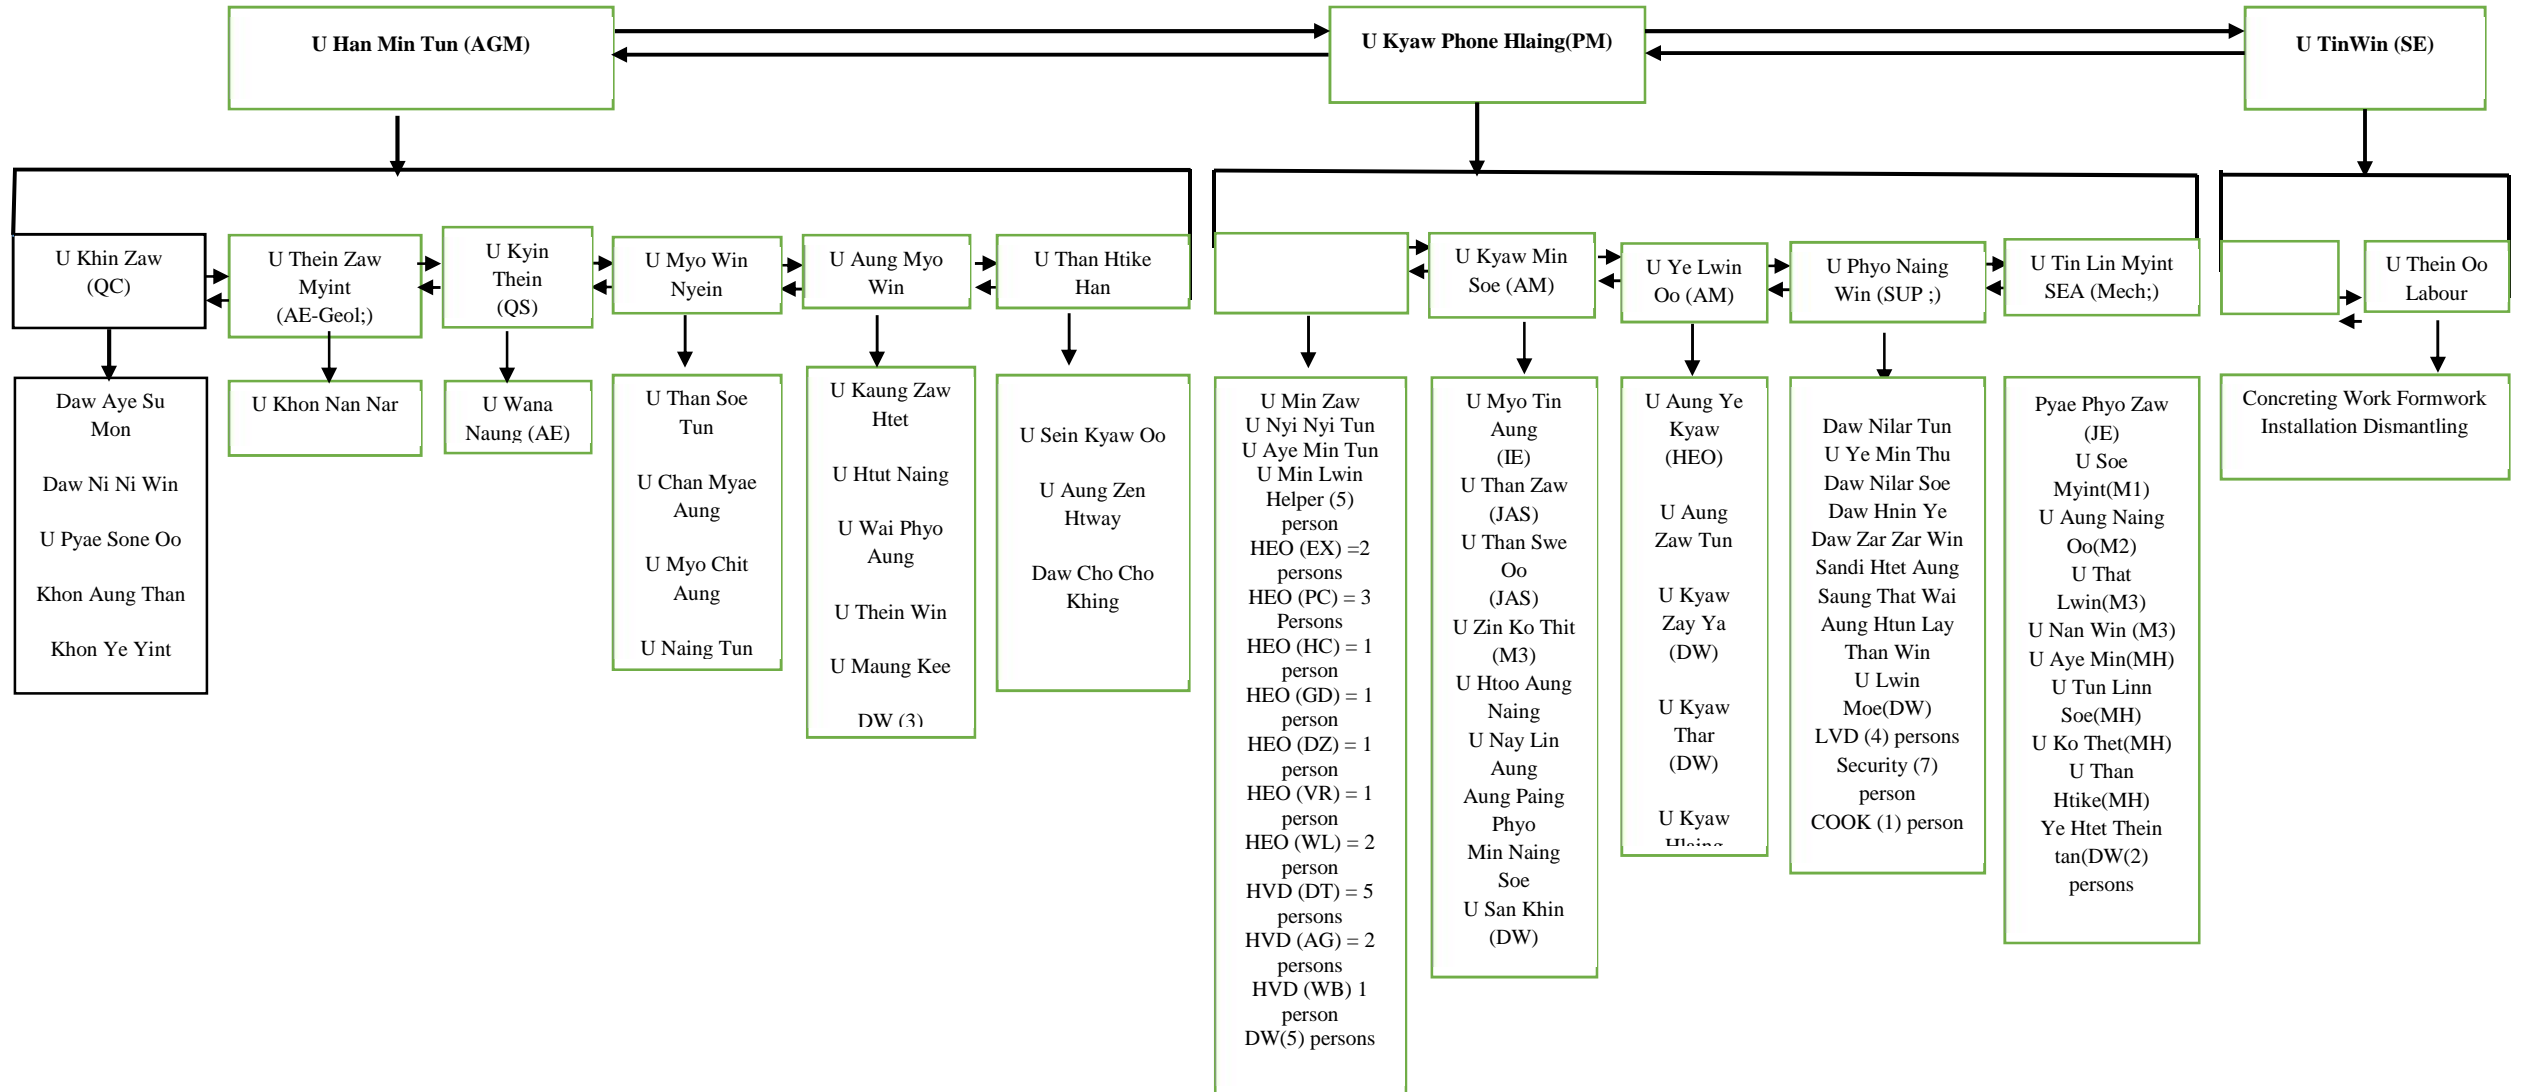 U Han Min Tun (AGM)
U Kyaw Phone Hlaing(PM)
U TinWin (SE)
U Khin Zaw
(QC)
U Thein Zaw
Myint
(AE-Geol;)
U Kyin
Thein
(QS)
U Myo Win
Nyein
U Aung Myo
Win
U Than Htike
Han
U Kyaw Min
Soe (AM)
U Ye Lwin
Oo (AM)
U Phyo Naing
Win (SUP ;)
U Tin Lin Myint
SEA (Mech;)
U Thein Oo
Labour
Daw Aye Su
Mon
Daw Ni Ni Win
U Pyae Sone Oo
Khon Aung Than
Khon Ye Yint
U Khon Nan Nar
U Wana
Naung (AE)
U Than Soe
Tun
U Chan Myae
Aung
U Myo Chit
Aung
U Naing Tun
U Kaung Zaw
Htet
U Htut Naing
U Wai Phyo
Aung
U Thein Win
U Maung Kee
DW (3)
U Sein Kyaw Oo
U Aung Zen
Htway
Daw Cho Cho
Khing
U Min Zaw
U Nyi Nyi Tun
U Aye Min Tun
U Min Lwin
Helper (5)
person
HEO (EX) =2
persons
HEO (PC) = 3
Persons
HEO (HC) = 1
person
HEO (GD) = 1
person
HEO (DZ) = 1
person
HEO (VR) = 1
person
HEO (WL) = 2
person
HVD (DT) = 5
persons
HVD (AG) = 2
persons
HVD (WB) 1
person
DW(5) persons
U Myo Tin
Aung
(IE)
U Than Zaw
(JAS)
U Than Swe
Oo
(JAS)
U Zin Ko Thit
(M3)
U Htoo Aung
Naing
U Nay Lin
Aung
Aung Paing
Phyo
Min Naing
Soe
U San Khin
(DW)
U Aung Ye
Kyaw
(HEO)
U Aung
Zaw Tun
U Kyaw
Zay Ya
(DW)
U Kyaw
Thar
(DW)
U Kyaw
Hlaing
Daw Nilar Tun
U Ye Min Thu
Daw Nilar Soe
Daw Hnin Ye
Daw Zar Zar Win
Sandi Htet Aung
Saung That Wai
Aung Htun Lay
Than Win
U Lwin
Moe(DW)
LVD (4) persons
Security (7)
person
COOK (1) person
Pyae Phyo Zaw
(JE)
U Soe
Myint(M1)
U Aung Naing
Oo(M2)
U That
Lwin(M3)
U Nan Win (M3)
U Aye Min(MH)
U Tun Linn
Soe(MH)
U Ko Thet(MH)
U Than
Htike(MH)
Ye Htet Thein
tan(DW(2)
persons
Concreting Work Formwork
Installation Dismantling